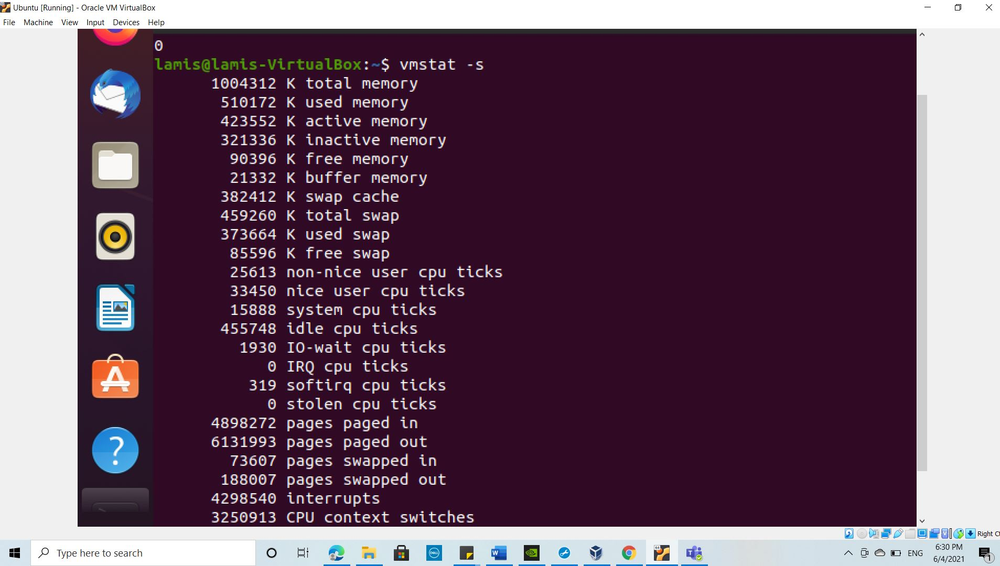 Ubuntu [Running] - Oracle VM VirtualBox
File Machine View Input Devices Help
0
lamis@lamis-VirtualBox:~$ vmstat -s
1004312 K total memory
510172 K used memory
423552 K active memory
321336 K inactive memory
90396 K free memory
21332 K buffer memory
382412 K swap cache
459260 K total swap
373664 K used swap
85596 K free swap
25613 non-nice user cpu ticks
33450 nice user cpu ticks
15888 system cpu ticks
455748 idle cpu ticks
1930 IO-wait cpu ticks
0 IRQ cpu ticks
319 softirq cpu ticks
0 stolen cpu ticks
4898272 pages paged in
6131993 pages paged out
73607 pages swapped in
188007 pages swapped out
4298540 interrupts
3250913 CPU context switches
Right Ct
Type here to search
DELL
W
64
T
ENG
6:30 PM
6/4/2021
1